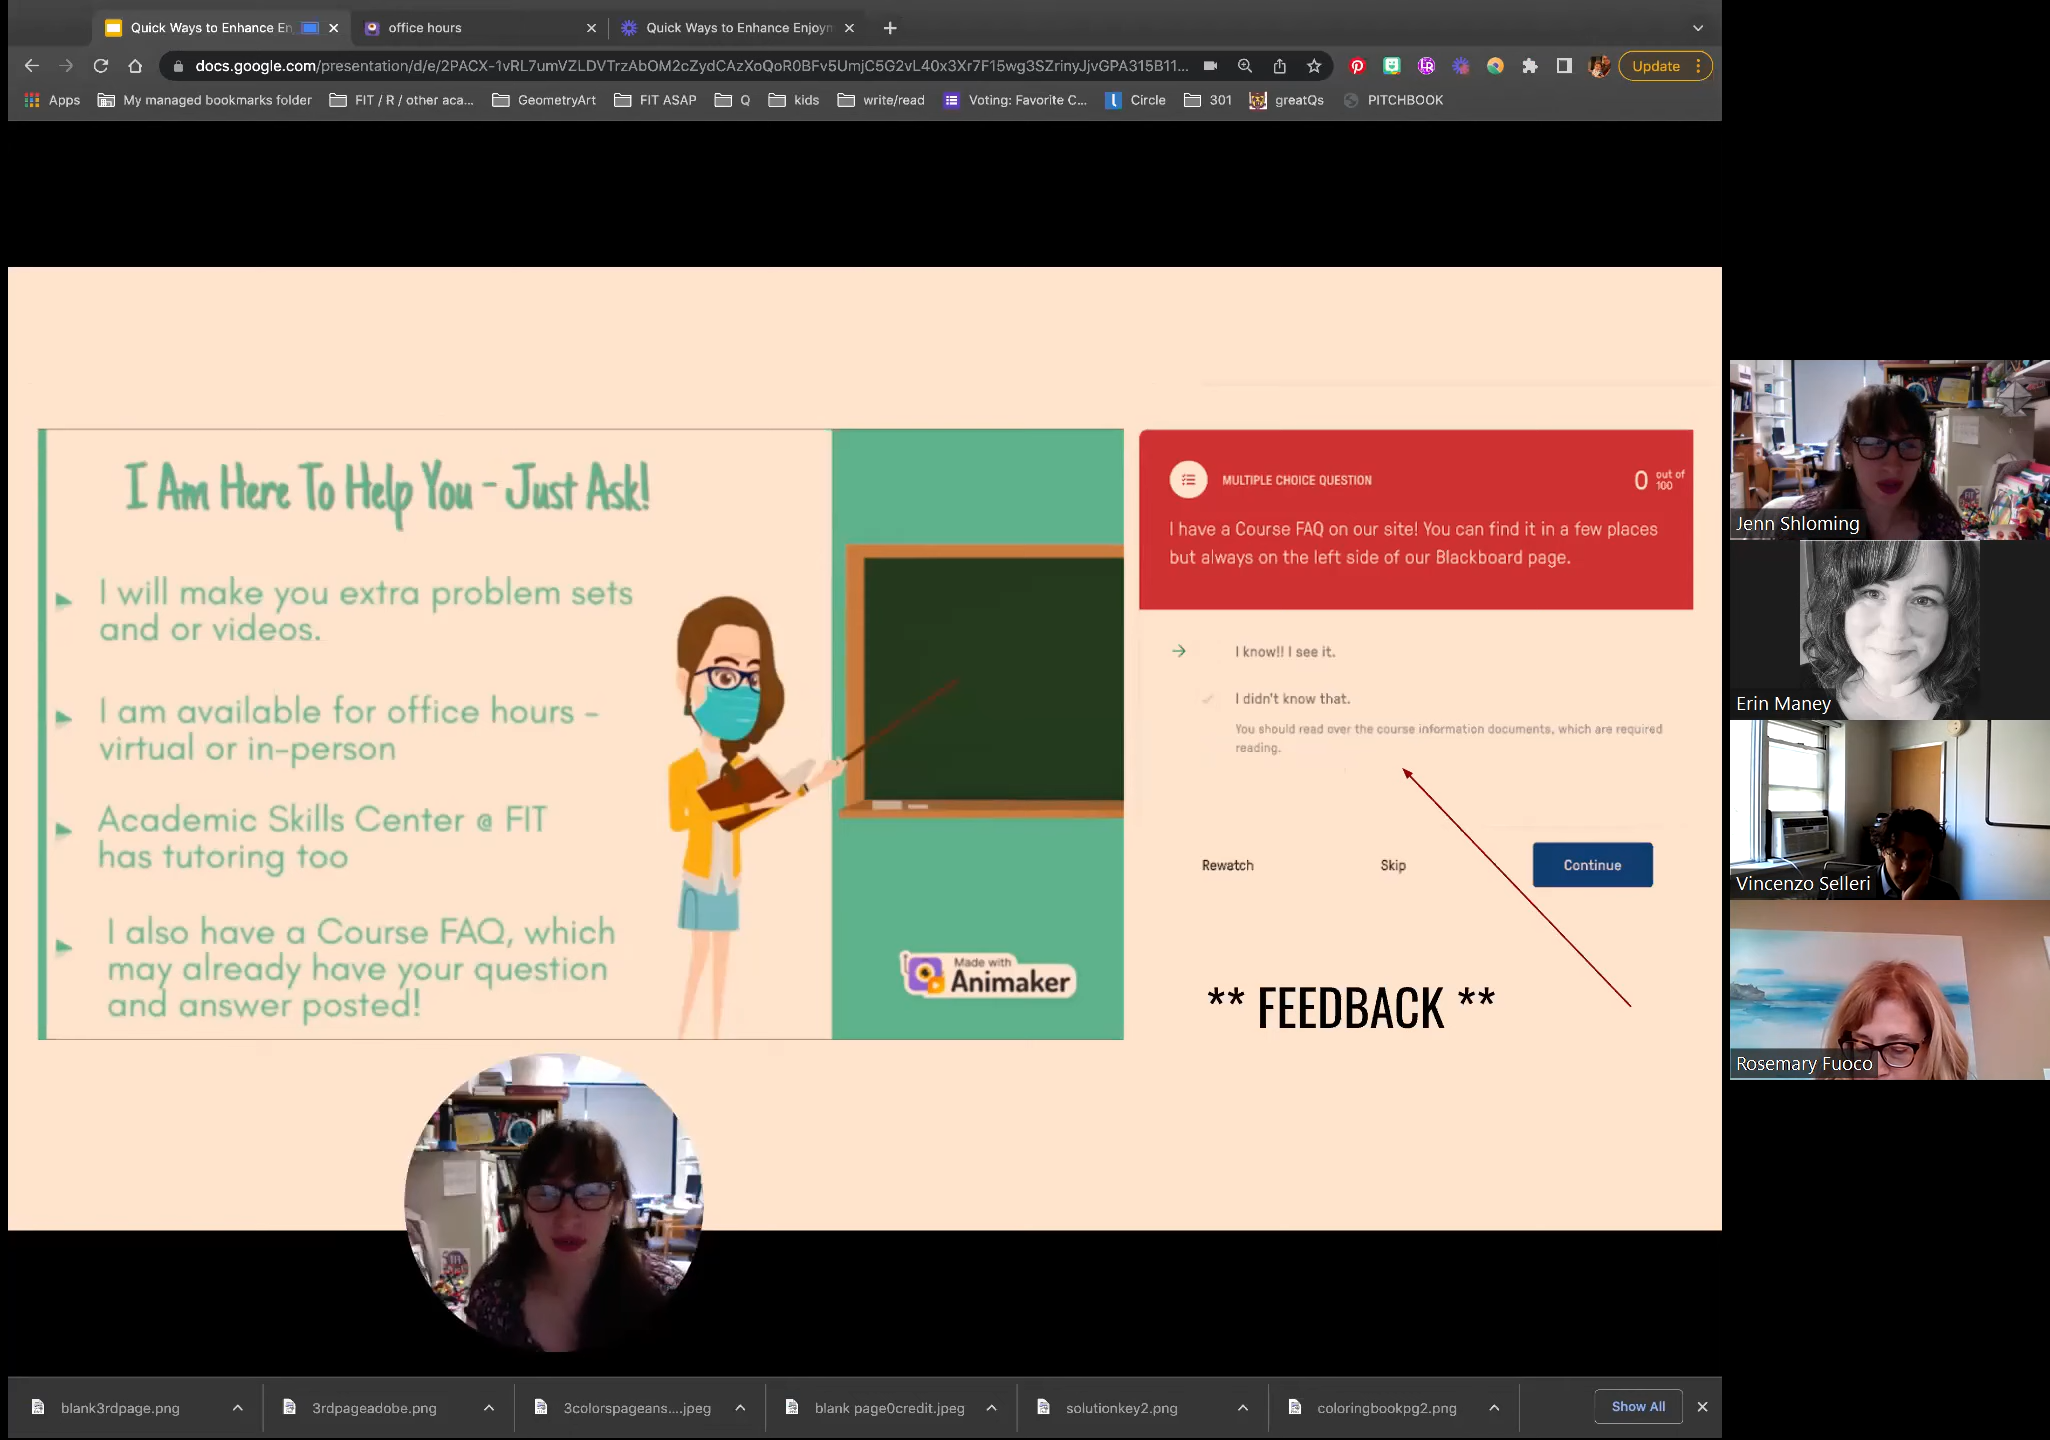 Quick Ways to Enhance En
office hours
Quick Ways to Enhance Enjoyn
docs.google.com/presentation/d/e/2PACX-1vRL7umVZLDVTrzAbOM2cZydCAzXoQoR0BFv5UmjC5G2vL40x3Xr7F15wg3SZrinyJjvGPA315B11...
Update
Apps
My managed bookmarks folder
FIT / R / other aca...
GeometryArt
FIT ASAP
Q
kids
write/read
Voting: Favorite C...
Circle
301
greatQs
PITCHBOOK
I Am Here To Help You - Just Ask!
I will make you extra problem sets
and or videos.
I am available for office hours -
virtual or in-person
Academic Skills Center @ FIT
has tutoring too
I also have a Course FAQ, which
may already have your question
and answer posted!
Made with
Animaker
MULTIPLE CHOICE QUESTION
0 out of
100
I have a Course FAQ on our site! You can find it in a few places
but always on the left side of our Blackboard page.
I know!! I see it.
I didn't know that.
You should read over the course information documents, which are required
reading.
Rewatch
Skip
Continue
** FEEDBACK **
Jenn Shloming
Erin Maney
Vincenzo Selleri
Rosemary Fuoco
blank3rdpage.png
3rdpageadobe.png
3colorspageans....jpeg
blank page0credit.jpeg
solutionkey2.png
coloringbookpg2.png
Show All